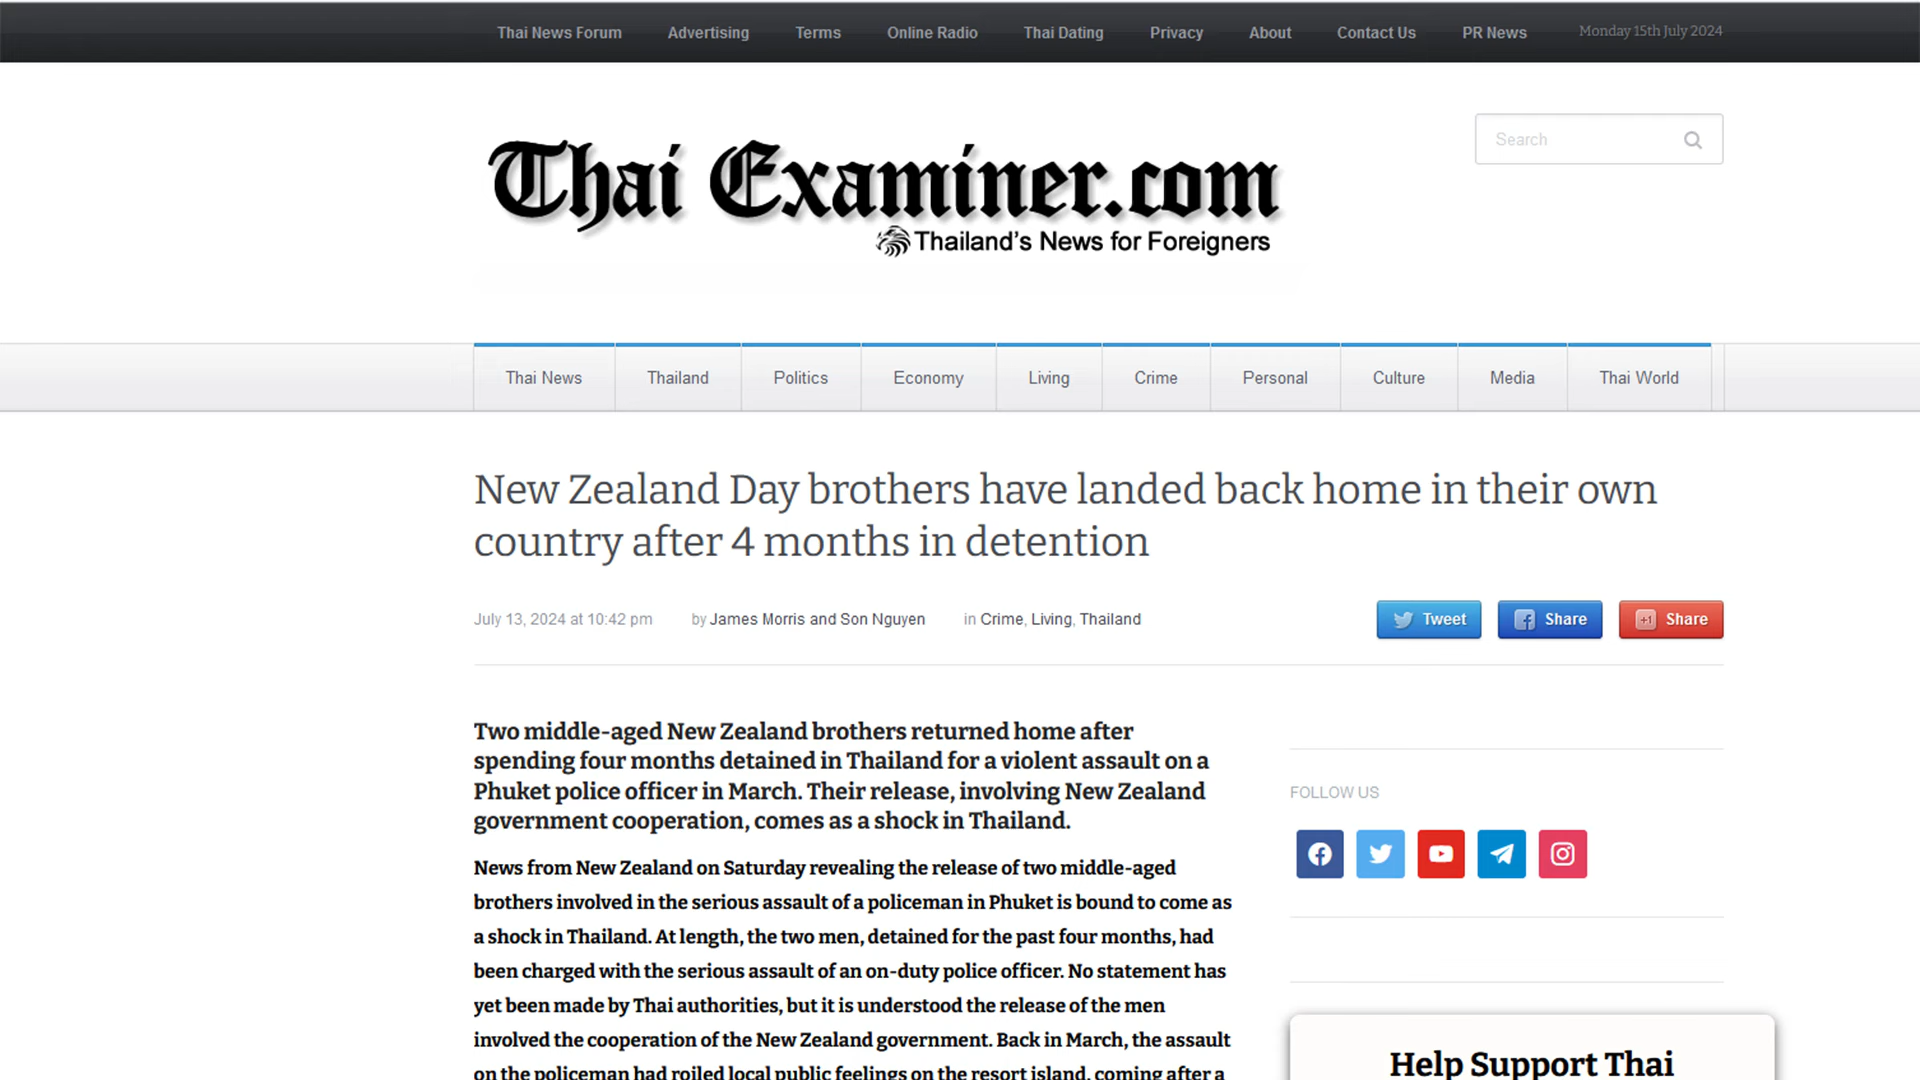 Thai News Forum Advertising Terms Online Radio Thai Dating Privacy About Contact Us PR News Monday 15th July 2024
Search
Thai Examiner.com
Thailand's News for Foreigners
Thai News Thailand Politics Economy Living Crime Personal Culture Media Thai World
New Zealand Day brothers have landed back home in their own
country after 4 months in detention
July 13, 2024 at 10:42 pm by James Morris and Son Nguyen in Crime, Living, Thailand
Tweet Share +1 Share
Two middle-aged New Zealand brothers returned home after
spending four months detained in Thailand for a violent assault on a
Phuket police officer in March. Their release, involving New Zealand
government cooperation, comes as a shock in Thailand.
News from New Zealand on Saturday revealing the release of two middle-aged
brothers involved in the serious assault of a policeman in Phuket is bound to come as
a shock in Thailand. At length, the two men, detained for the past four months, had
been charged with the serious assault of an on-duty police officer. No statement has
yet been made by Thai authorities, but it is understood the release of the men
involved the cooperation of the New Zealand government. Back in March, the assault
on the policeman had roiled local public feelings on the resort island, coming after a
FOLLOW US
Help Support Thai